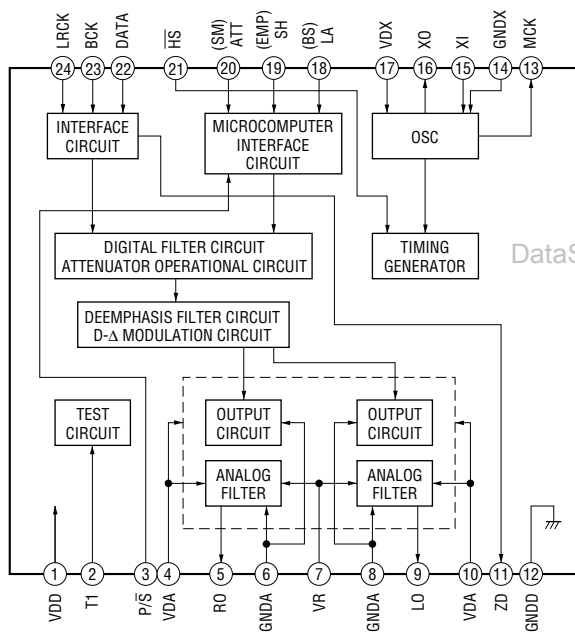 LRCK
BCK
DATA
HS
(SM)
ATT
(EMP)
SH
(BS)
LA
VDX
XO
XI
GNDX
MCK
24
23
22
21
20
19
18
17
16
15
14
13
INTERFACE
CIRCUIT
MICROCOMPUTER
INTERFACE
CIRCUIT
OSC
DIGITAL FILTER CIRCUIT
ATTENUATOR OPERATIONAL CIRCUIT
TIMING
GENERATOR
DataS
DEEMPHASIS FILTER CIRCUIT
D-Δ MODULATION CIRCUIT
TEST
CIRCUIT
OUTPUT
CIRCUIT
OUTPUT
CIRCUIT
ANALOG
FILTER
ANALOG
FILTER
1
2
3
4
5
6
7
8
9
10
11
12
VDD
T1
P/S
VDA
RO
GNDA
VR
GNDA
LO
VDA
ZD
GNDD